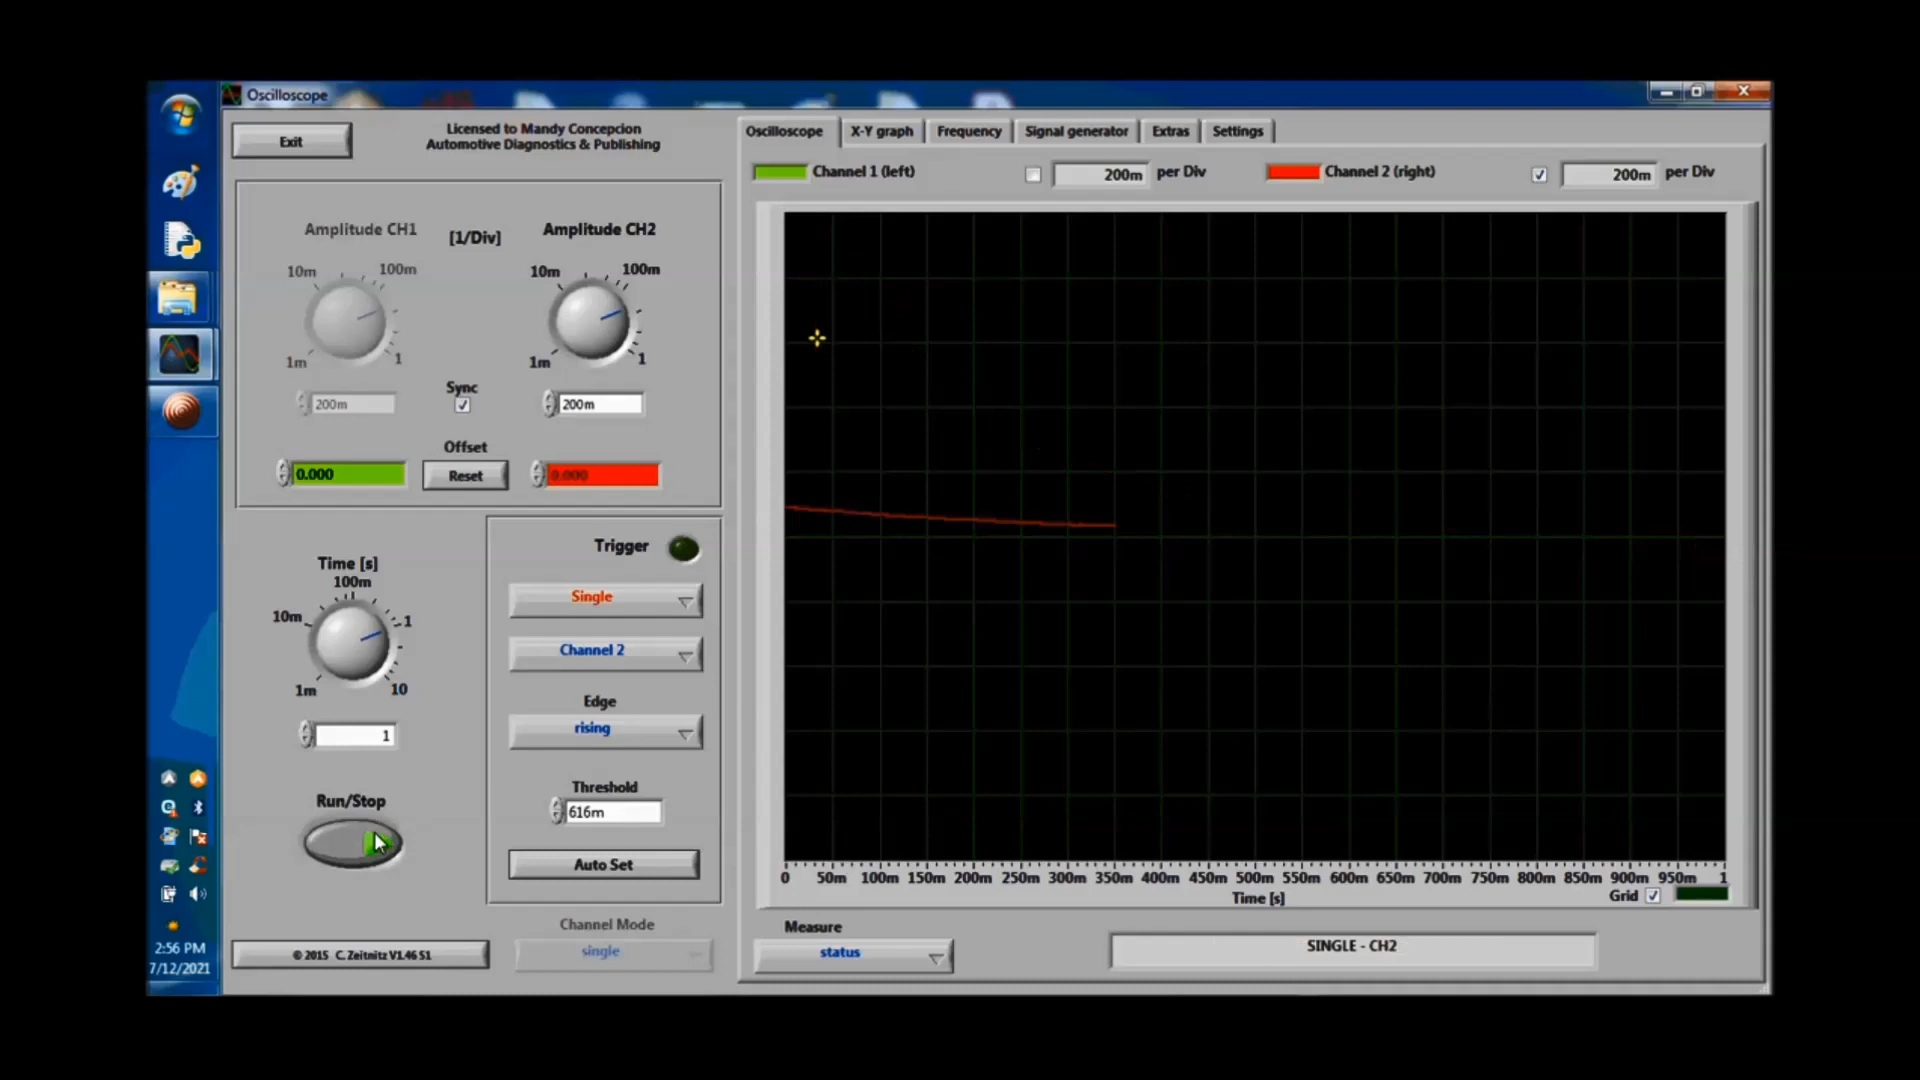 Oscilloscope
Exit
Licensed to Mandy Concepcion
Automotive Diagnostics & Publishing
Oscilloscope
X-Y graph
Frequency
Signal generator
Extras
Settings
Channel 1 (left)
200m
per Div
Channel 2 (right)
200m
per Div
Amplitude CH1
[1/Div]
Amplitude CH2
10m
100m
1m
1
10m
100m
1m
1
Sync
200m
200m
Offset
0.000
Reset
0.000
Time [s]
100m
10m
1
1m
10
1
Run/Stop
Trigger
Single
Channel 2
Edge
rising
Threshold
616m
Auto Set
Channel Mode
single
© 2015 C. Zeitnitz V1.46 S1
0 50m 100m 150m 200m 250m 300m 350m 400m 450m 500m 550m 600m 650m 700m 750m 800m 850m 900m 950m 1
Time [s]
Grid
Measure
status
SINGLE - CH2
2:56 PM
7/12/2021